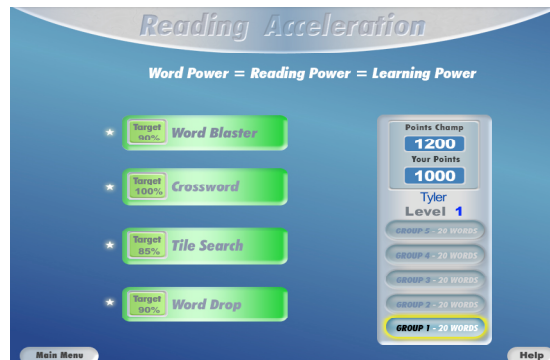 Reading Acceleration
Word Power = Reading Power = Learning Power
Target
90%
Word Blaster
Target
100%
Crossword
Target
85%
Tile Search
Target
90%
Word Drop
Points Champ
1200
Your Points
1000
Tyler
Level 1
GROUP 5 - 20 WORDS
GROUP 4 - 20 WORDS
GROUP 3 - 20 WORDS
GROUP 2 - 20 WORDS
GROUP 1 - 20 WORDS
Main Menu
Help